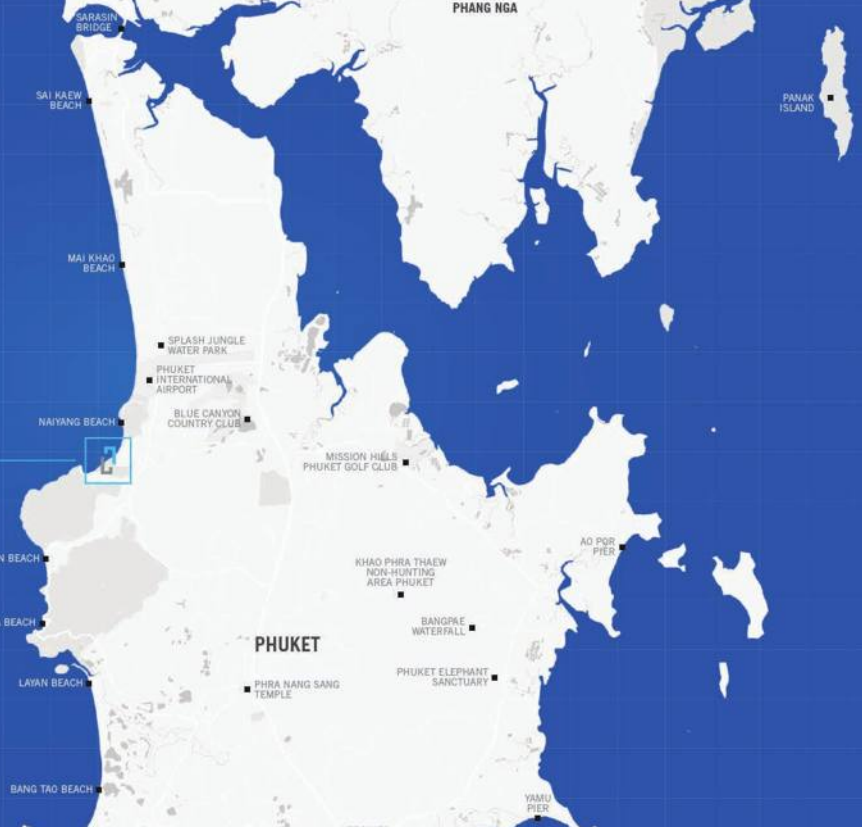 PHANG NGA
SARASIN
BRIDGE
SAI KAEW
BEACH
PANAK
ISLAND
MAI KHAO
BEACH
SPLASH JUNGLE
WATER PARK
PHUKET
INTERNATIONAL
AIRPORT
BLUE CANYON
COUNTRY CLUB
NAIYANG BEACH
MISSION HILLS
PHUKET GOLF CLUB
AO POR
PIER
N BEACH
KHAO PHRA THAEW
NON-HUNTING
AREA PHUKET
BEACH
BANGPAE
WATERFALL
PHUKET
PHUKET ELEPHANT
SANCTUARY
LAYAN BEACH
PHRA NANG SANG
TEMPLE
BANG TAO BEACH
YAMU
PIER